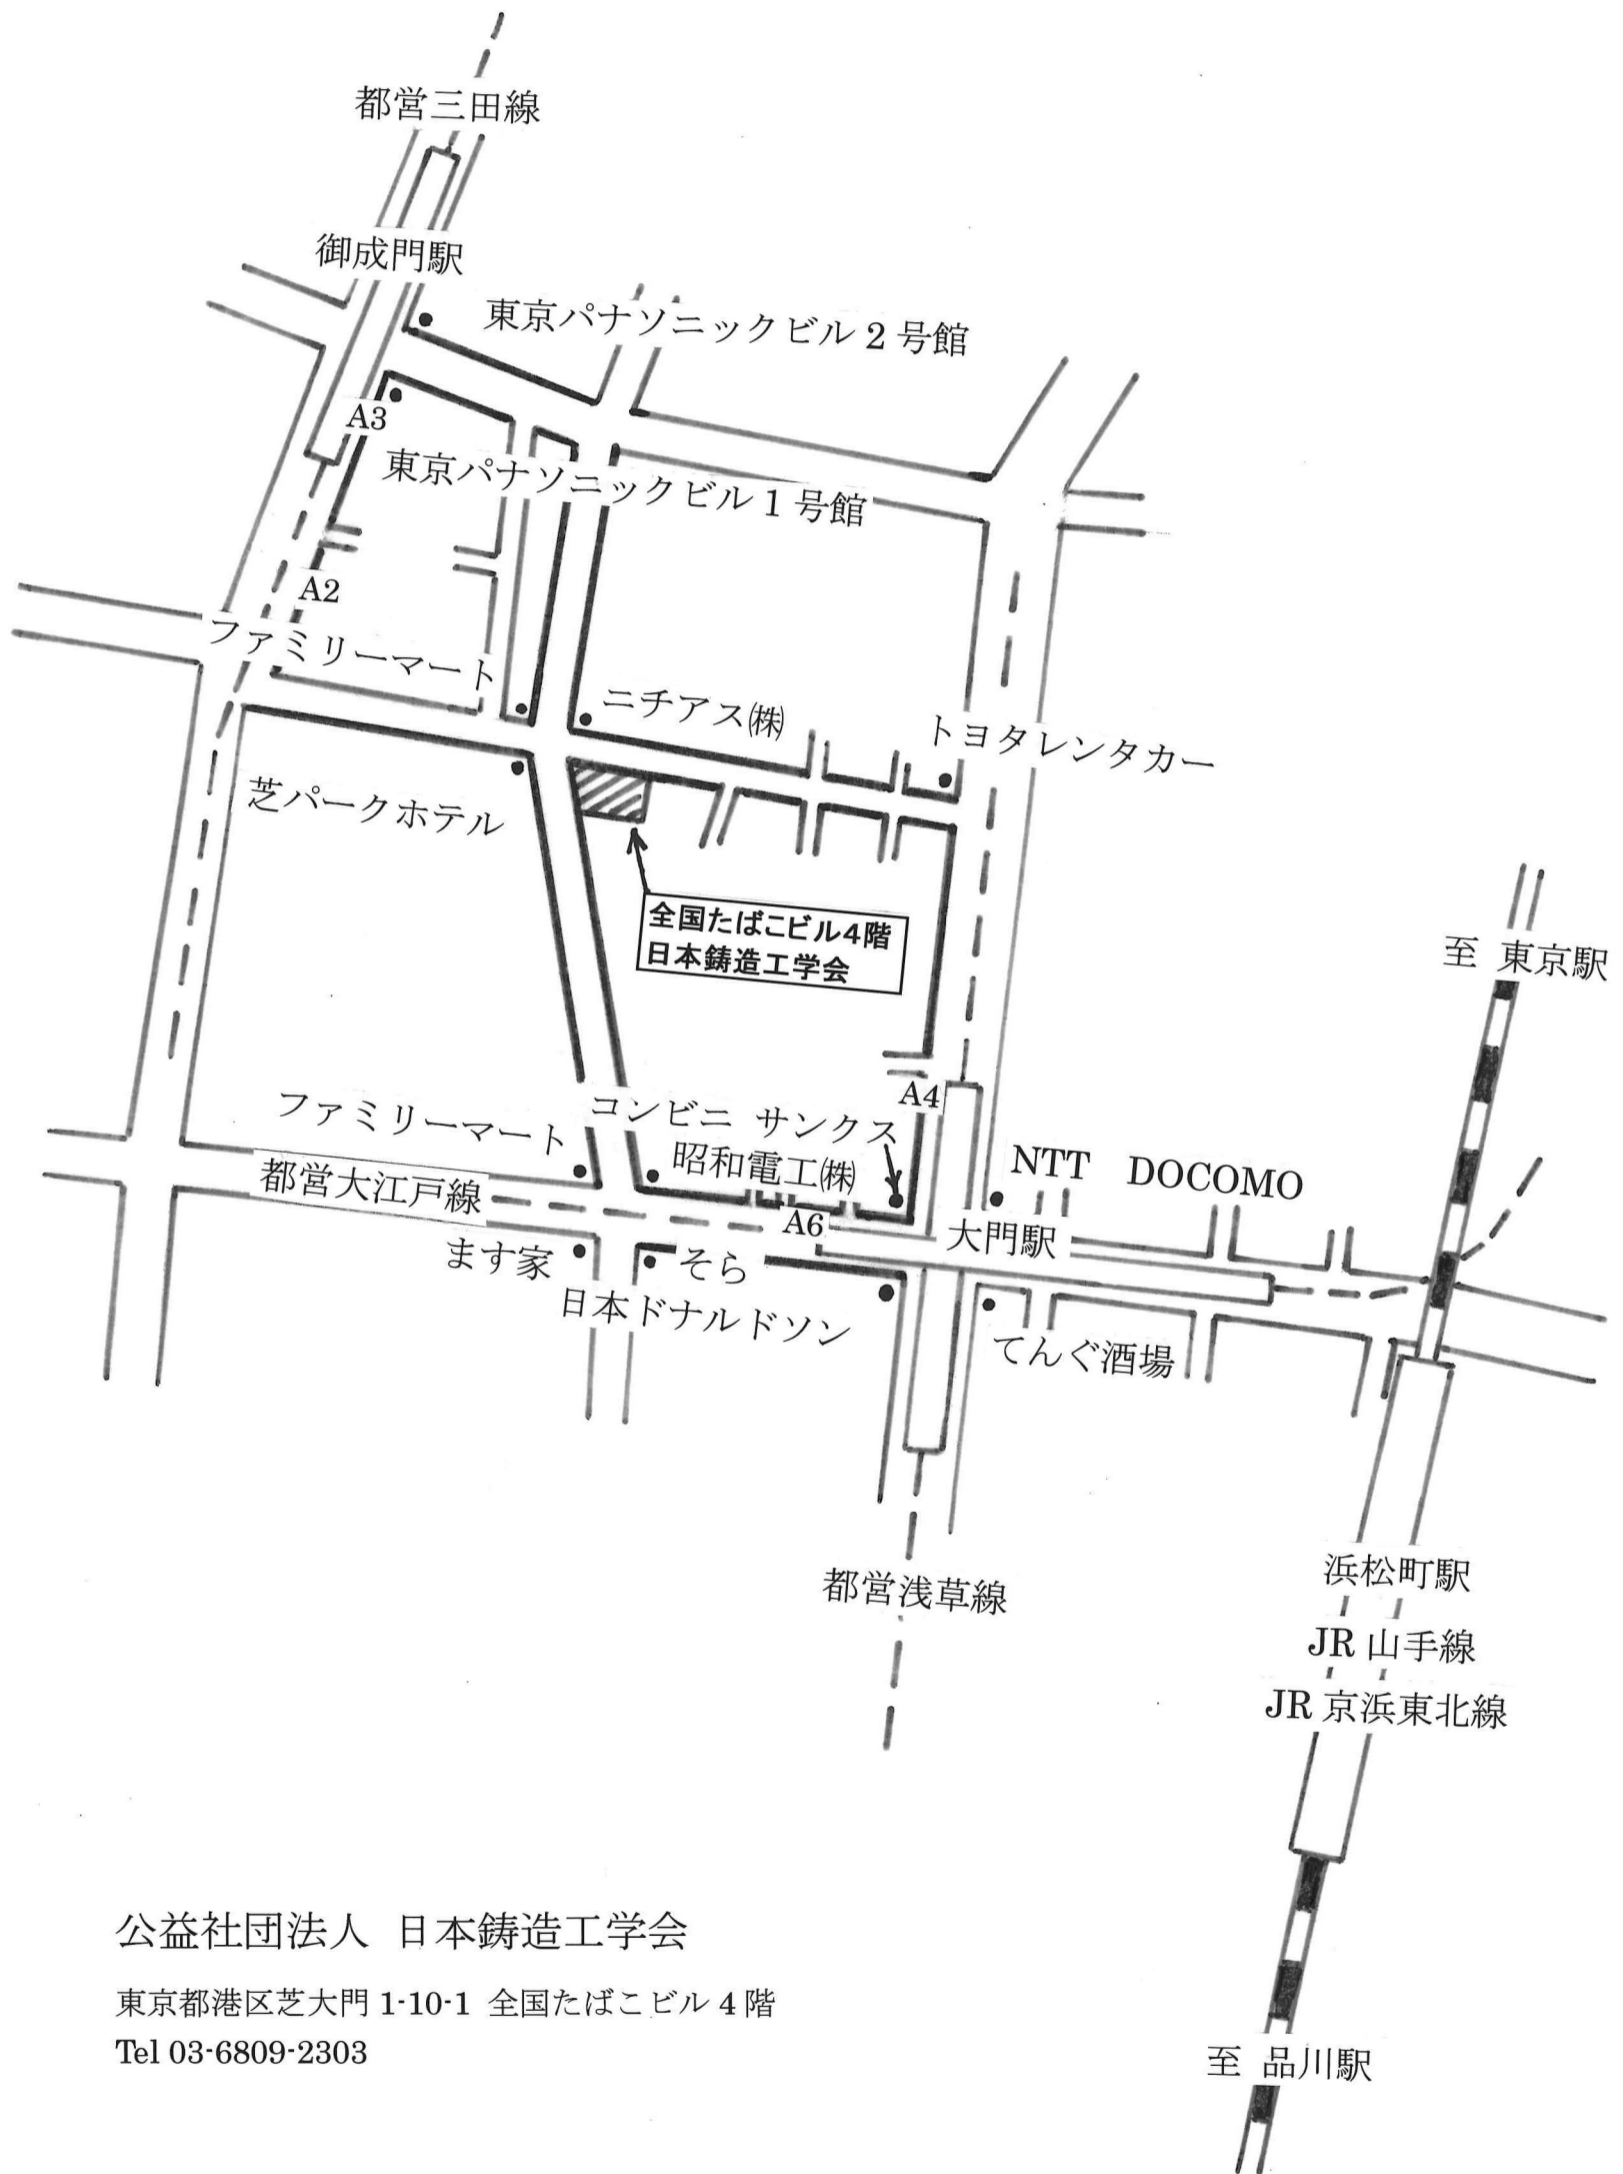 都営三田線
御成門駅
東京パナソニックビル 2 号館
A3
東京パナソニックビル 1 号館
A2
ファミリーマート
ニチアス㈱
トヨタレンタカー
芝パークホテル
全国たばこビル4階
日本鋳造工学会
至 東京駅
A4
ファミリーマート
コンビニ サンクス
昭和電工㈱
NTT DOCOMO
都営大江戸線
A6
大門駅
ます家
そら
日本ドナルドソン
てんぐ酒場
都営浅草線
浜松町駅
JR 山手線
JR 京浜東北線
公益社団法人 日本鋳造工学会
東京都港区芝大門 1-10-1 全国たばこビル 4 階
Tel 03-6809-2303
至 品川駅